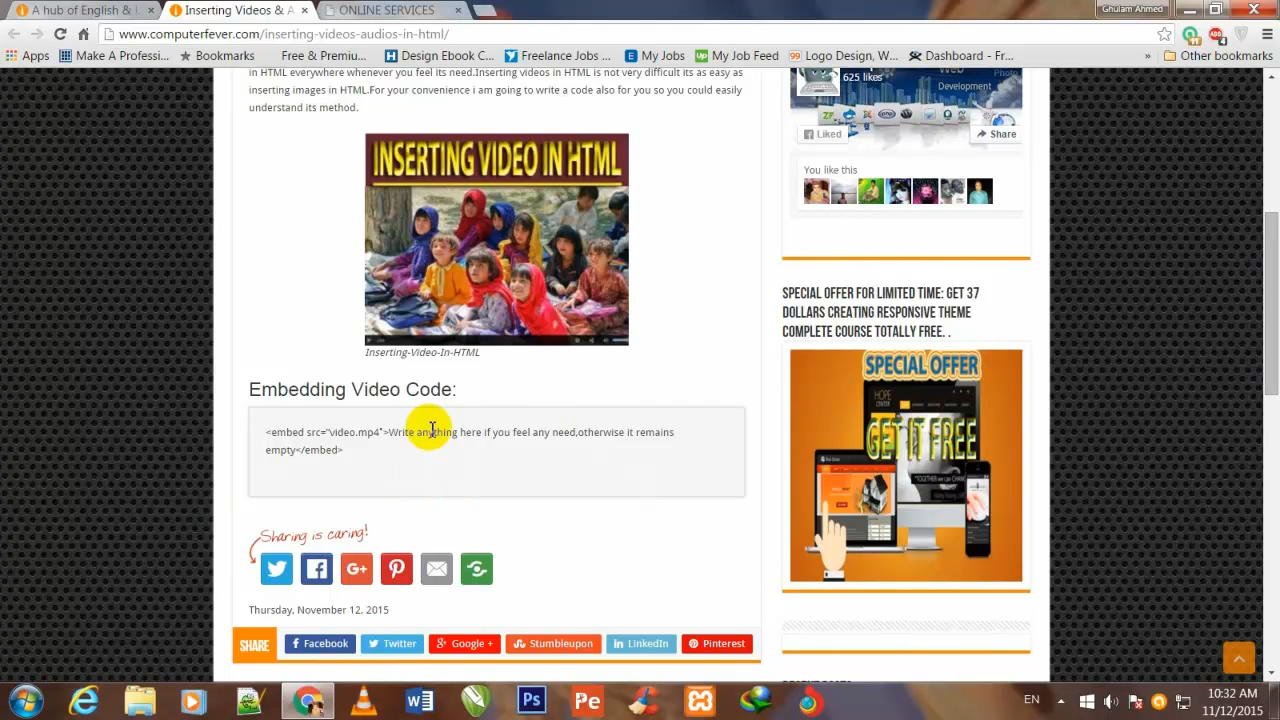 A hub of English &
Inserting Videos & A
ONLINE SERVICES
Ghulam Ahmed
www.computerfever.com/inserting-videos-audios-in-html/
Apps
Make A Professi...
Bookmarks
Free & Premiu...
Design Ebook C...
Freelance Jobs ...
My Jobs
My Job Feed
Logo Design, W...
Dashboard - Fr...
Other bookmarks
in HTML everywhere whenever you feel its need.Inserting videos in HTML is not very difficult its as easy as
inserting images in HTML.For your convenience i am going to write a code also for you so you could easily
understand its method.
INSERTING VIDEO IN HTML
Inserting-Video-In-HTML
Embedding Video Code:
<embed src="video.mp4">Write anything here if you feel any need,otherwise it remains
empty</embed>
Sharing is caring!
Thursday, November 12. 2015
SHARE
Facebook
Twitter
Google +
Stumbleupon
LinkedIn
Pinterest
625 likes
Web
Development
Photo
Liked
Share
You like this
SPECIAL OFFER FOR LIMITED TIME: GET 37
DOLLARS CREATING RESPONSIVE THEME
COMPLETE COURSE TOTALLY FREE. .
SPECIAL OFFER
GET IT FREE
EN
10:32 AM
11/12/2015